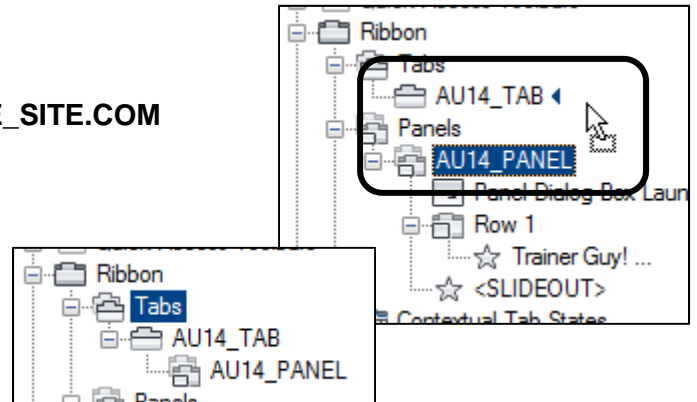 Ribbon
Tabs
AU14_TAB
Panels
AU14_PANEL
Panel Dialog Box Laun
Row 1
Trainer Guy! ...
<SLIDEOUT>
Contextual Tab States
E_SITE.COM
Ribbon
Tabs
AU14_TAB
AU14_PANEL
Panels